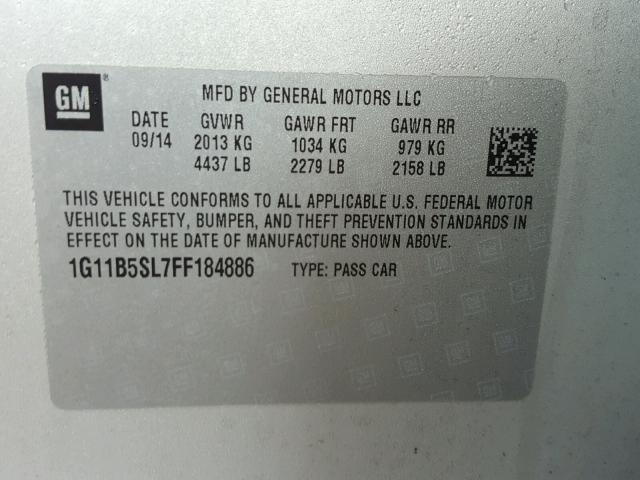 GM ®
MFD BY GENERAL MOTORS LLC
DATE GVWR GAWR FRT GAWR RR
09/14 2013 KG 1034 KG 979 KG
4437 LB 2279 LB 2158 LB
THIS VEHICLE CONFORMS TO ALL APPLICABLE U.S. FEDERAL MOTOR
VEHICLE SAFETY, BUMPER, AND THEFT PREVENTION STANDARDS IN
EFFECT ON THE DATE OF MANUFACTURE SHOWN ABOVE.
1G11B5SL7FF184886 TYPE: PASS CAR